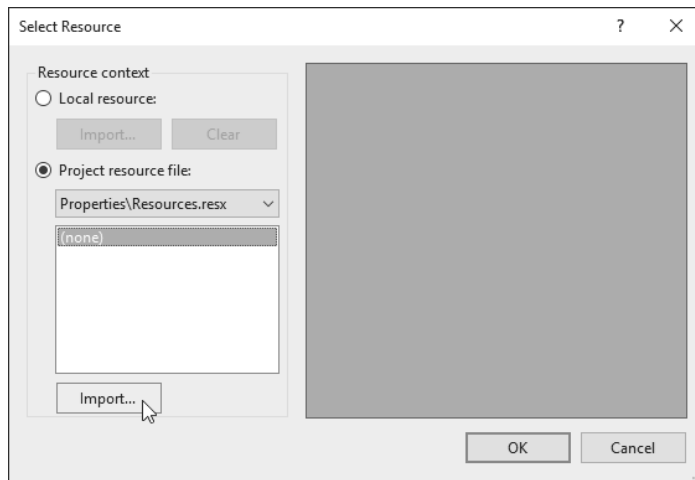 Select Resource
?
Resource context
Local resource:
Import... Clear
Project resource file:
Properties\Resources.resx
(none)
Import...
OK Cancel